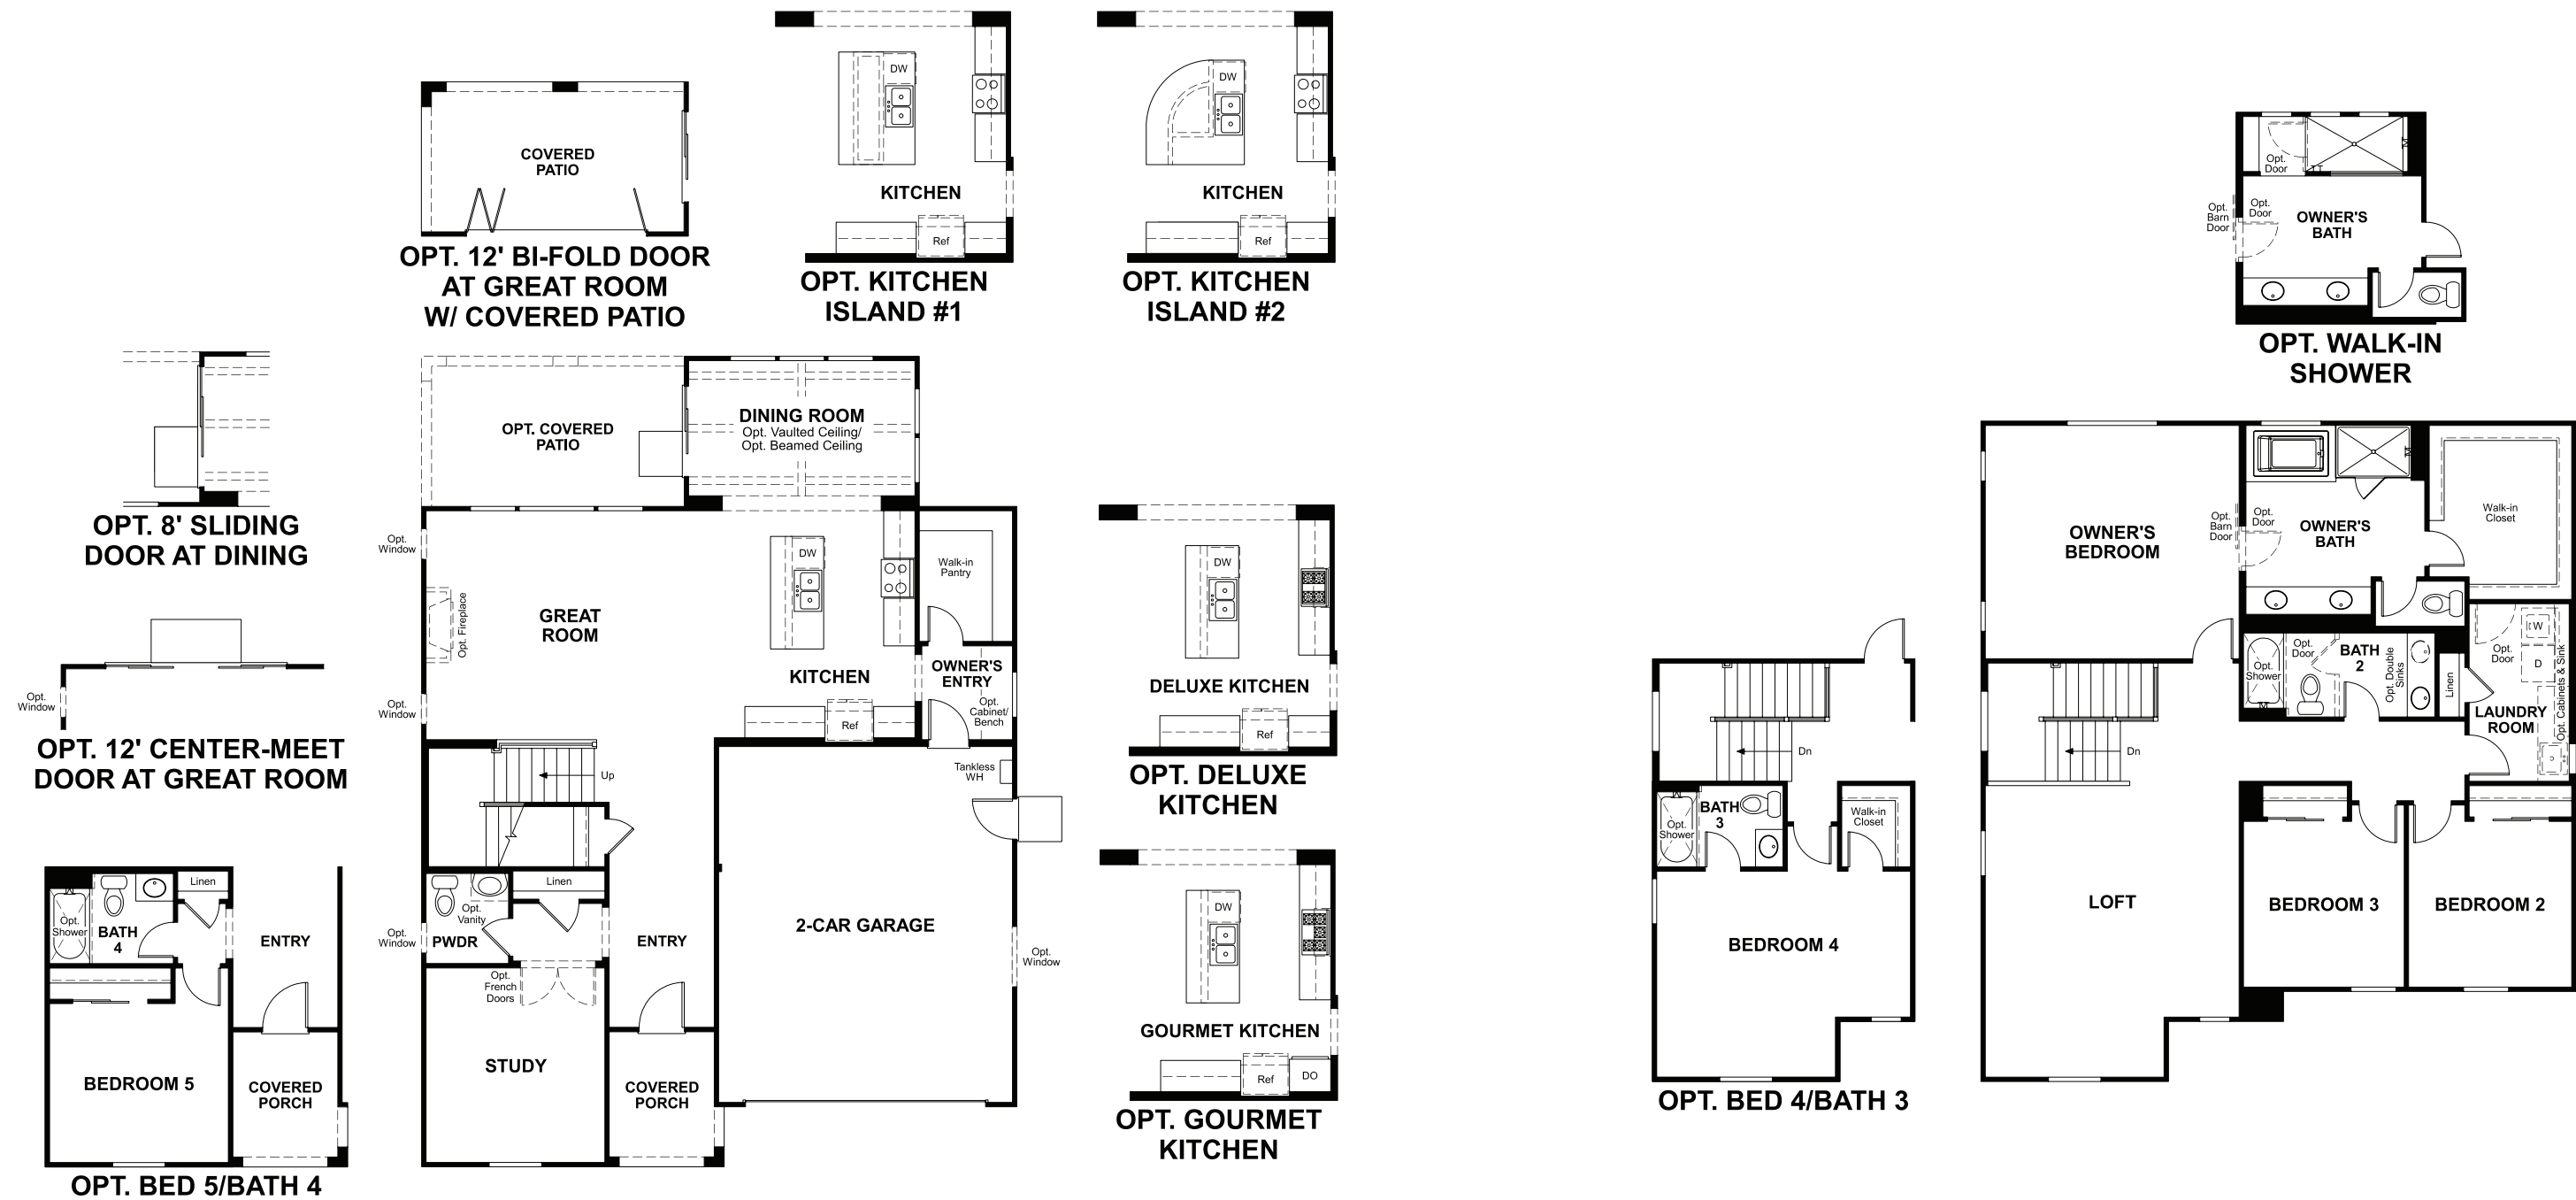 COVERED
PATIO
OPT. 12' BI-FOLD DOOR
AT GREAT ROOM
W/ COVERED PATIO
DW
KITCHEN
Ref
OPT. KITCHEN
ISLAND #1
DW
KITCHEN
Ref
OPT. KITCHEN
ISLAND #2
OPT. 8' SLIDING
DOOR AT DINING
Opt.
Window
OPT. 12' CENTER-MEET
DOOR AT GREAT ROOM
Linen
Opt.
Shower
BATH
4
ENTRY
BEDROOM 5
COVERED
PORCH
OPT. BED 5/BATH 4
OPT. COVERED
PATIO
DINING ROOM
Opt. Vaulted Ceiling/
Opt. Beamed Ceiling
Opt.
Window
DW
Walk-in
Pantry
Opt. Fireplace
GREAT
ROOM
KITCHEN
OWNER'S
ENTRY
Opt.
Window
Ref
Opt.
Cabinet/
Bench
Up
Tankless
WH
Linen
Opt.
Vanity
Opt.
Window
PWDR
ENTRY
2-CAR GARAGE
Opt.
Window
Opt.
French
Doors
STUDY
COVERED
PORCH
DW
DELUXE KITCHEN
Ref
OPT. DELUXE
KITCHEN
DW
GOURMET KITCHEN
Ref
DO
OPT. GOURMET
KITCHEN
Dn
BATH
3
Opt.
Shower
Walk-in
Closet
BEDROOM 4
OPT. BED 4/BATH 3
Opt.
Door
M
Opt.
Barn
Door
Opt.
Door
OWNER'S
BATH
OPT. WALK-IN
SHOWER
M
OWNER'S
BEDROOM
Opt.
Barn
Door
Opt.
Door
OWNER'S
BATH
Walk-in
Closet
Opt.
Shower
Opt.
Door
BATH
2
Opt. Double
Sinks
Linen
W
Opt.
Door
D
Opt. Cabinets & Sink
LAUNDRY
ROOM
Dn
LOFT
BEDROOM 3
BEDROOM 2